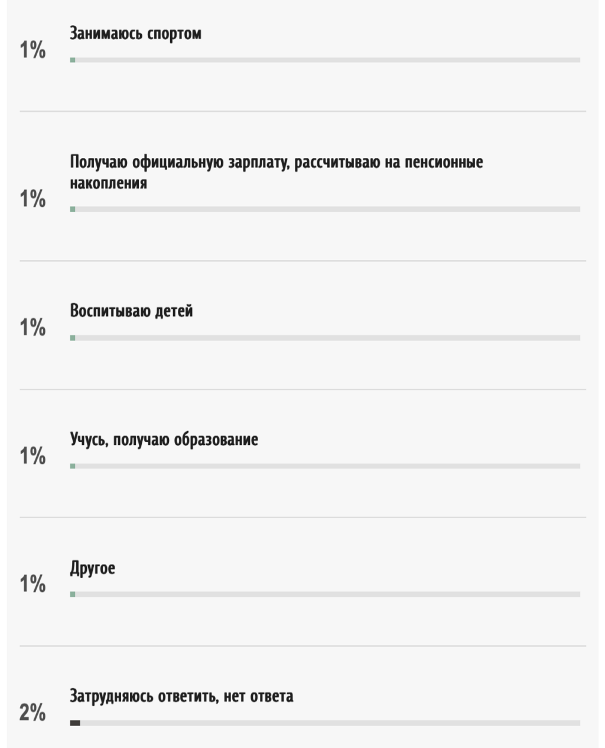 Занимаюсь спортом
1%
Получаю официальную зарплату, рассчитываю на пенсионные
накопления
1%
Воспитываю детей
1%
Учусь, получаю образование
1%
Другое
1%
Затрудняюсь ответить, нет ответа
2%